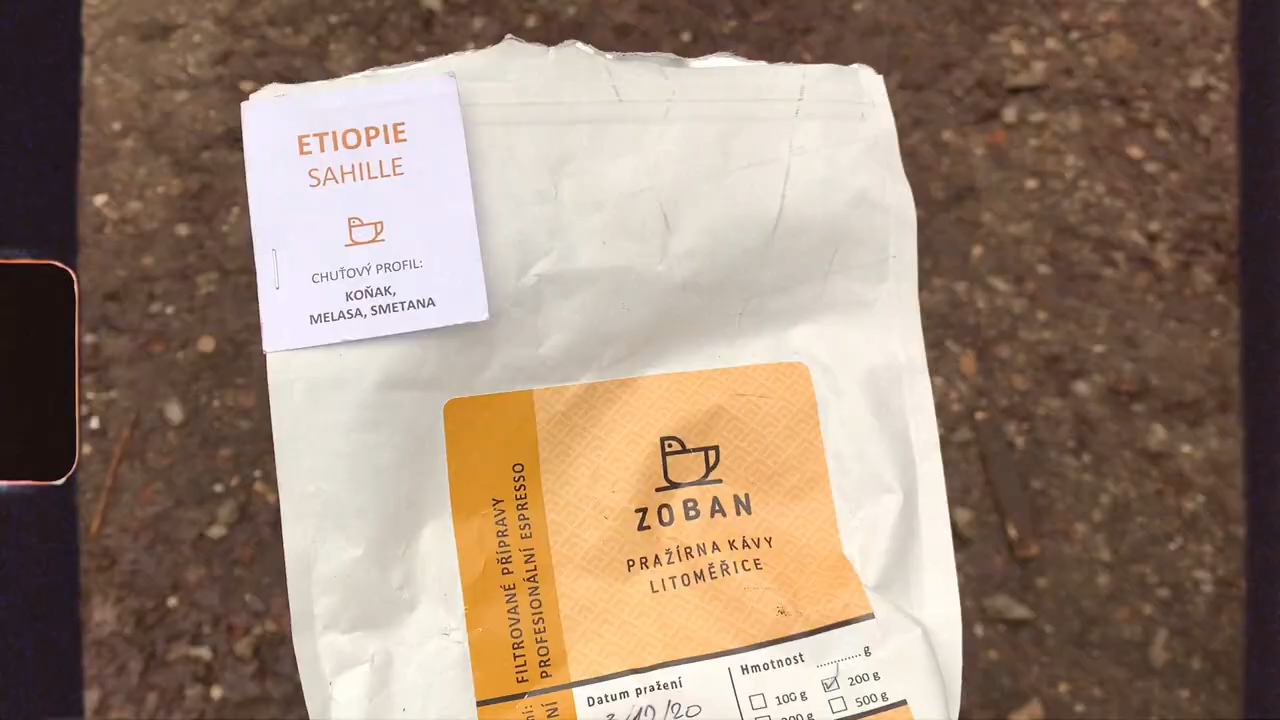 ETIOPIE
SAHILLE
CHUŤOVÝ PROFIL:
KOŇAK,
MELASA, SMETANA
ZOBAN
PRAŽÍRNA KÁVY
LITOMĚŘICE
FILTROVANÉ PŘÍPRAVY
PROFESIONÁLNÍ ESPRESSO
Datum pražení
Hmotnost ............ g
100 g
200 g
500 g